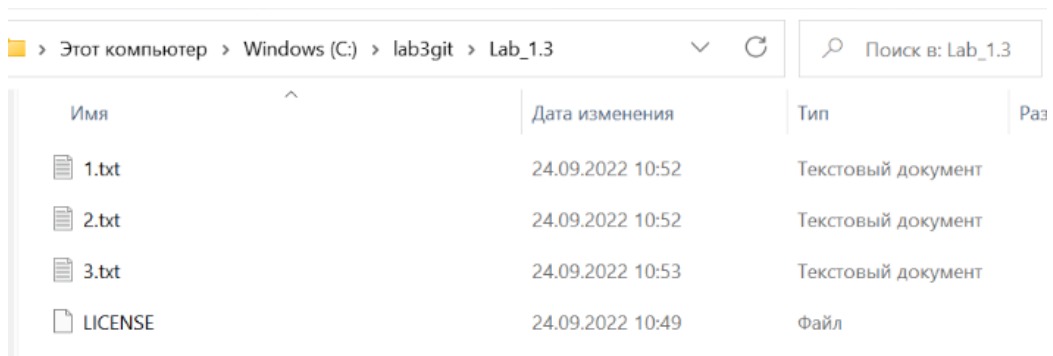 Этот компьютер > Windows (C:) > lab3git > Lab_1.3 Поиск в: Lab_1.3
Имя Дата изменения Тип Раз
1.txt 24.09.2022 10:52 Текстовый документ
2.txt 24.09.2022 10:52 Текстовый документ
3.txt 24.09.2022 10:53 Текстовый документ
LICENSE 24.09.2022 10:49 Файл